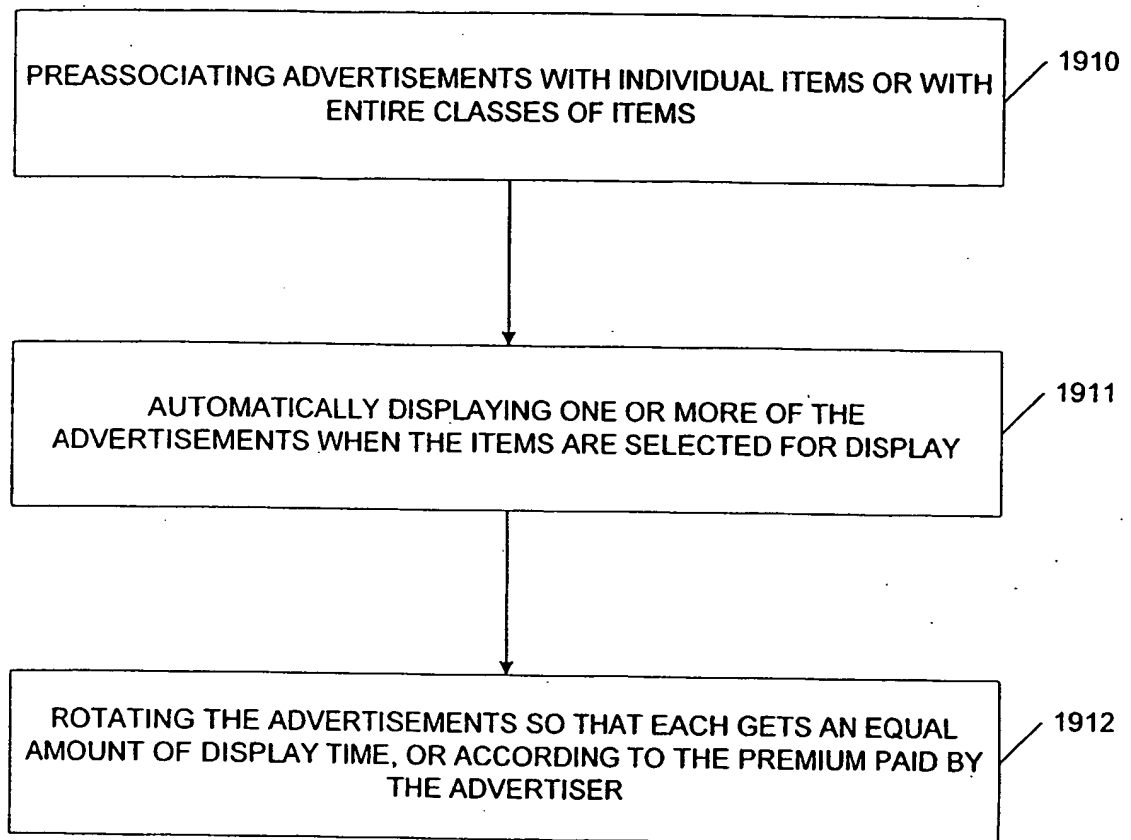 PREASSOCIATING ADVERTISEMENTS WITH INDIVIDUAL ITEMS OR WITH
ENTIRE CLASSES OF ITEMS
1910
AUTOMATICALLY DISPLAYING ONE OR MORE OF THE
ADVERTISEMENTS WHEN THE ITEMS ARE SELECTED FOR DISPLAY
1911
ROTATING THE ADVERTISEMENTS SO THAT EACH GETS AN EQUAL
AMOUNT OF DISPLAY TIME, OR ACCORDING TO THE PREMIUM PAID BY
THE ADVERTISER
1912